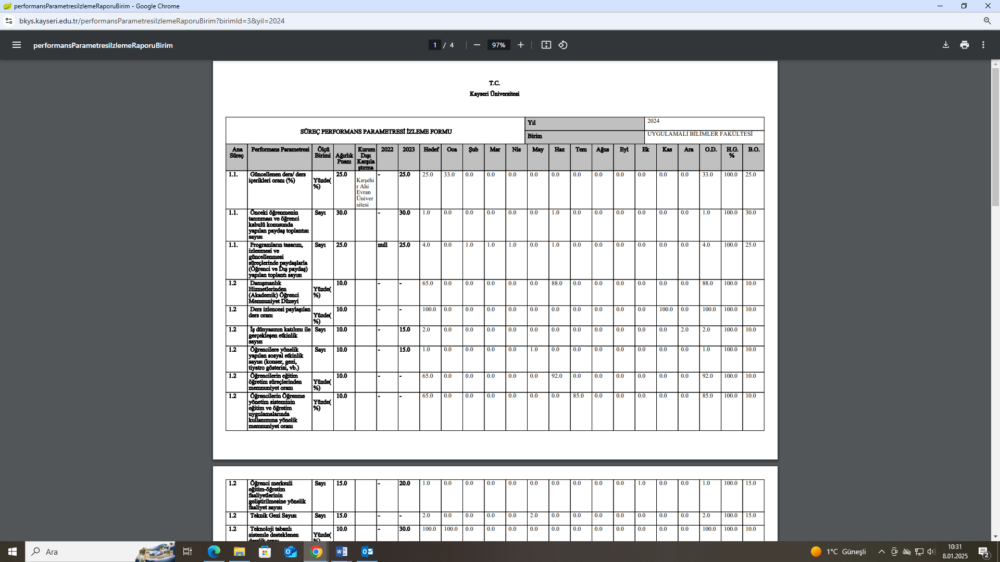 performansParametresiIzlemeRaporuBirim - Google Chrome
bkys.kayseri.edu.tr/performansParametresiIzlemeRaporuBirim?birimId=3&yil=2024
performansParametresiIzlemeRaporuBirim
1 / 4
97%
T.C.
Kayseri Üniversitesi
SÜREÇ PERFORMANS PARAMETRESİ İZLEME FORMU
Yıl 2024
Birim UYGULAMALI BİLİMLER FAKÜLTESİ
Ana Süreç Performans Parametresi Ölçü Birimi Ağırlık Puanı Kurum Dışı Karşıla ştırma 2022 2023 Hedef Oca Şub Mar Nis May Haz Tem Ağus Eyl Ek Kas Ara O.D. H.G. % B.O.
1.1. Güncellenen ders/ ders içerikleri oranı (%) Yüzde( %) 25.0 Kırşehi r Ahi Evran Üniver sitesi - 25.0 25.0 33.0 0.0 0.0 0.0 0.0 0.0 0.0 0.0 0.0 0.0 0.0 0.0 33.0 100.0 25.0
1.1. Önceki öğrenmenin tanınması ve öğrenci kabulü konusunda yapılan paydaş toplantısı sayısı Sayı 30.0 - 30.0 1.0 0.0 0.0 0.0 0.0 0.0 1.0 0.0 0.0 0.0 0.0 0.0 0.0 1.0 100.0 30.0
1.1. Programların tasarım, izlenmesi ve güncellenmesi süreçlerinde paydaşlarla (Öğrenci ve Dış paydaş) yapılan toplantı sayısı Sayı 25.0 null 25.0 4.0 0.0 1.0 1.0 1.0 0.0 1.0 0.0 0.0 0.0 0.0 0.0 0.0 4.0 100.0 25.0
1.2 Danışmanlık Hizmetlerinden (Akademik) Öğrenci Memnuniyet Düzeyi Yüzde( %) 10.0 - - 65.0 0.0 0.0 0.0 0.0 0.0 88.0 0.0 0.0 0.0 0.0 0.0 0.0 88.0 100.0 10.0
1.2 Ders izlencesi paylaşılan ders oranı Yüzde( %) 10.0 - - 100.0 0.0 0.0 0.0 0.0 0.0 0.0 0.0 0.0 0.0 0.0 100.0 0.0 100.0 100.0 10.0
1.2 İş dünyasının katılımı ile gerçekleşen etkinlik sayısı Sayı 10.0 - 15.0 2.0 0.0 0.0 0.0 0.0 0.0 0.0 0.0 0.0 0.0 0.0 0.0 2.0 2.0 100.0 10.0
1.2 Öğrencilere yönelik yapılan sosyal etkinlik sayısı (konser, gezi, tiyatro gösterisi, vb.) Sayı 10.0 - 15.0 1.0 0.0 0.0 0.0 0.0 1.0 0.0 0.0 0.0 0.0 0.0 0.0 0.0 1.0 100.0 10.0
1.2 Öğrencilerin eğitim öğretim süreçlerinden memnuniyet oranı Yüzde( %) 10.0 - - 65.0 0.0 0.0 0.0 0.0 0.0 92.0 0.0 0.0 0.0 0.0 0.0 0.0 92.0 100.0 10.0
1.2 Öğrencilerin Öğrenme yönetim sisteminin eğitim ve öğretim uygulamalarında kullanımına yönelik memnuniyet oranı Yüzde( %) 10.0 - - 65.0 0.0 0.0 0.0 0.0 0.0 0.0 85.0 0.0 0.0 0.0 0.0 0.0 85.0 100.0 10.0
1.2 Öğrenci merkezli eğitim-öğretim faaliyetlerinin geliştirilmesine yönelik faaliyet sayısı Sayı 15.0 - 20.0 1.0 0.0 0.0 0.0 0.0 0.0 0.0 0.0 0.0 0.0 1.0 0.0 0.0 1.0 100.0 15.0
1.2 Teknik Gezi Sayısı Sayı 15.0 - - 2.0 0.0 0.0 0.0 0.0 2.0 0.0 0.0 0.0 0.0 0.0 0.0 0.0 2.0 100.0 15.0
1.2 Teknoloji tabanlı sistemle desteklenen derslik oranı Yüzde( %) 10.0 - 30.0 100.0 100.0 0.0 0.0 0.0 0.0 0.0 0.0 0.0 0.0 0.0 0.0 0.0 100.0 100.0 10.0
Ara
1°C Güneşli
10:31
8.01.2025
2